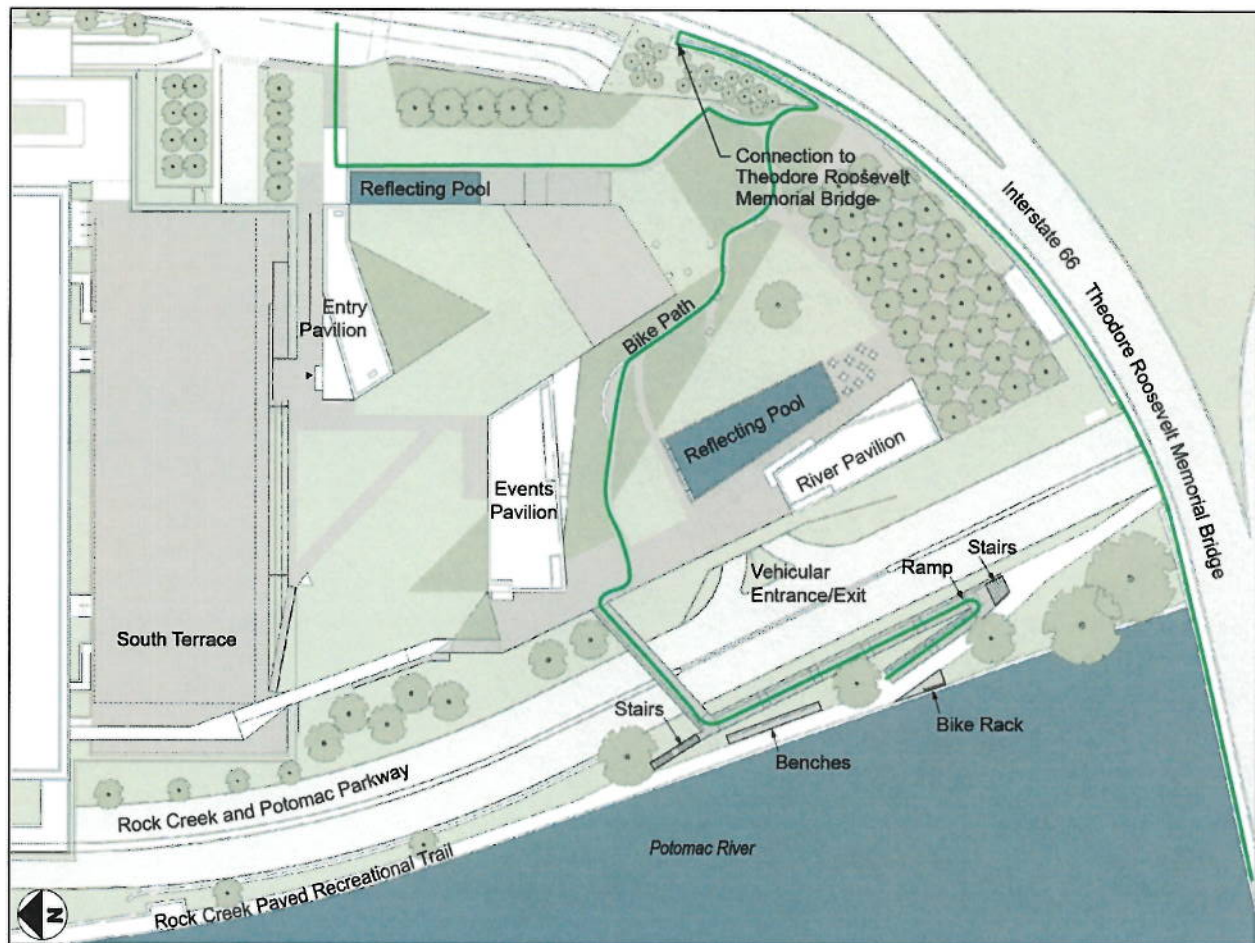 Connection to
Theodore Roosevelt
Memorial Bridge
Reflecting Pool
Interstate 66
Theodore Roosevelt Memorial Bridge
Entry
Pavilion
Bike Path
Reflecting Pool
River Pavilion
Events
Pavilion
Vehicular
Entrance/Exit
Ramp
Stairs
South Terrace
Stairs
Bike Rack
Benches
Rock Creek and Potomac Parkway
Potomac River
Rock Creek Paved Recreational Trail
N